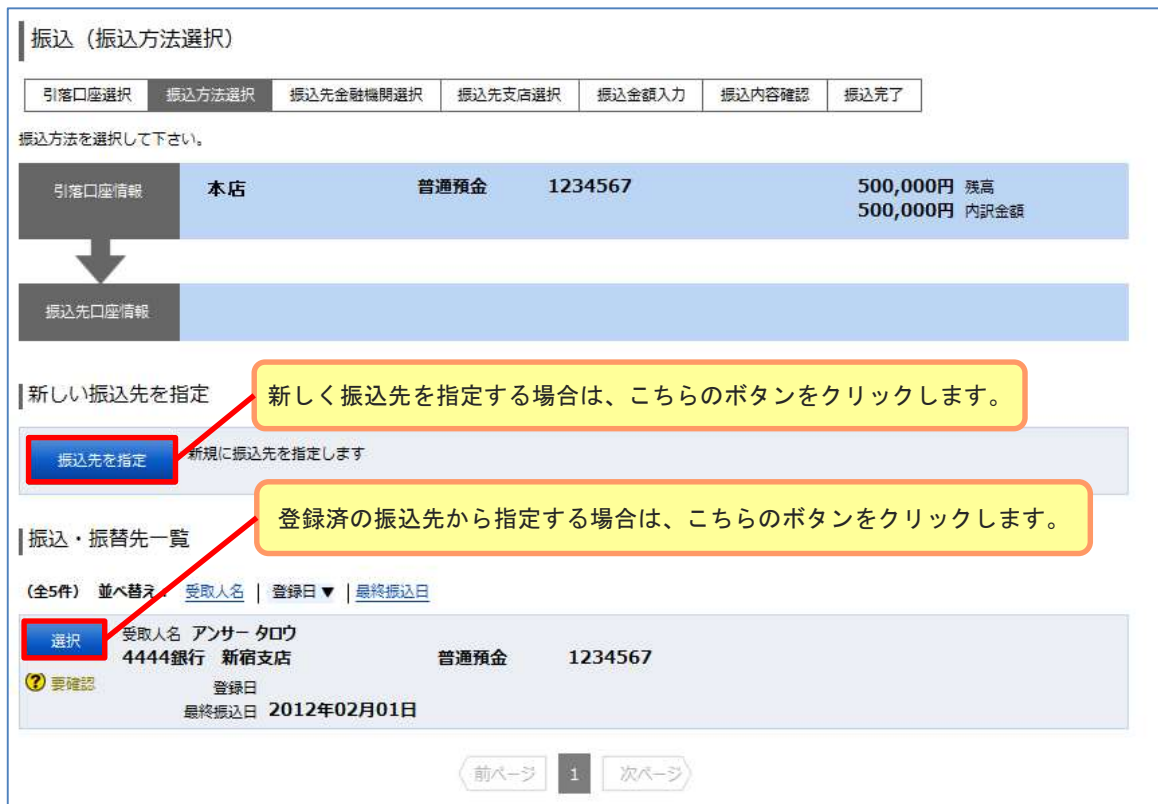 振込（振込方法選択）
引落口座選択 振込方法選択 振込先金融機関選択 振込先支店選択 振込金額入力 振込内容確認 振込完了
振込方法を選択して下さい。
引落口座情報 本店 普通預金 1234567 500,000円 残高
500,000円 内訳金額
振込先口座情報
新しい振込先を指定
新しく振込先を指定する場合は、こちらのボタンをクリックします。
振込先を指定 新規に振込先を指定します
登録済の振込先から指定する場合は、こちらのボタンをクリックします。
振込・振替先一覧
（全5件） 並べ替え： 受取人名 | 登録日▼ | 最終振込日
選択 受取人名 アンサー タロウ
4444銀行 新宿支店 普通預金 1234567
? 要確認 登録日
最終振込日 2012年02月01日
前ページ 1 次ページ